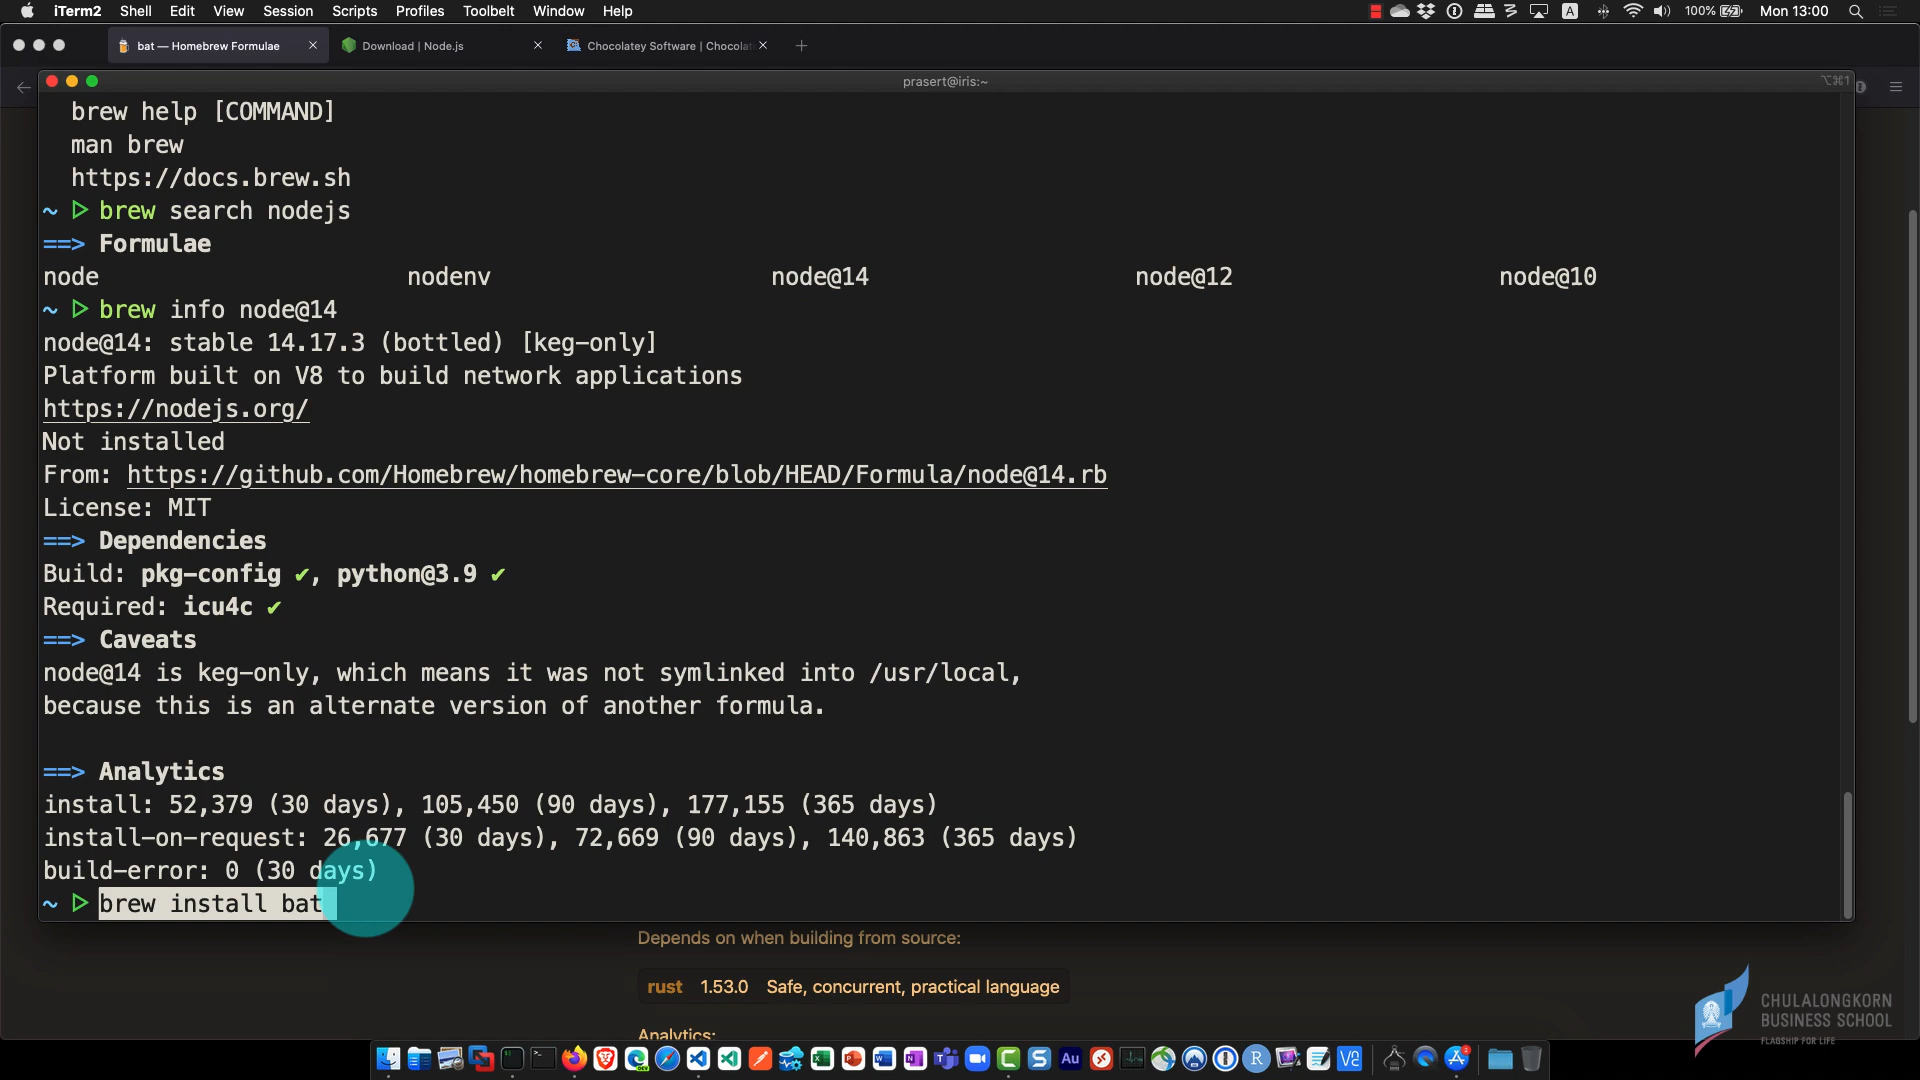 iTerm2 Shell Edit View Session Scripts Profiles Toolbelt Window Help 100% Mon 13:00
bat — Homebrew Formulae Download | Node.js Chocolatey Software | Chocolat
prasert@iris:~ ⌥⌘1
brew help [COMMAND]
man brew
https://docs.brew.sh
~ ▷ brew search nodejs
==> Formulae
node nodenv node@14 node@12 node@10
~ ▷ brew info node@14
node@14: stable 14.17.3 (bottled) [keg-only]
Platform built on V8 to build network applications
https://nodejs.org/
Not installed
From: https://github.com/Homebrew/homebrew-core/blob/HEAD/Formula/node@14.rb
License: MIT
==> Dependencies
Build: pkg-config ✔, python@3.9 ✔
Required: icu4c ✔
==> Caveats
node@14 is keg-only, which means it was not symlinked into /usr/local,
because this is an alternate version of another formula.
==> Analytics
install: 52,379 (30 days), 105,450 (90 days), 177,155 (365 days)
install-on-request: 26,677 (30 days), 72,669 (90 days), 140,863 (365 days)
build-error: 0 (30 days)
~ ▷ brew install bat
Depends on when building from source:
rust 1.53.0 Safe, concurrent, practical language
Analytics:
CHULALONGKORN
BUSINESS SCHOOL
FLAGSHIP FOR LIFE